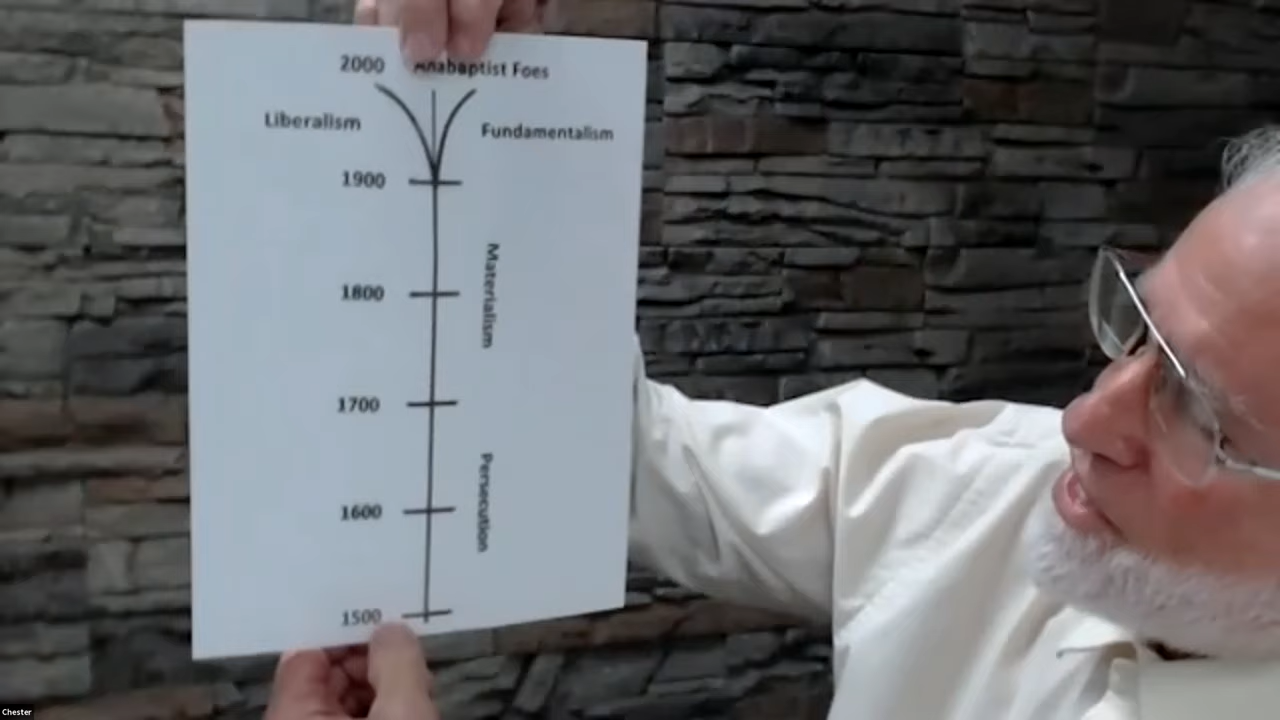 2000 Anabaptist Foes
Liberalism
Fundamentalism
1900
Materialism
1800
1700
Persecution
1600
1500
Chester